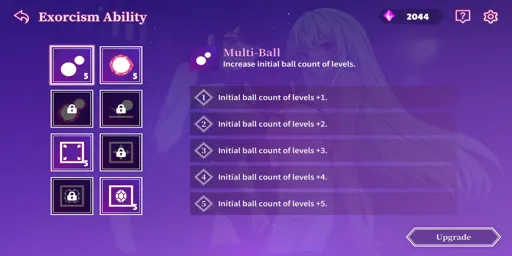 Exorcism Ability
2044
?
5
5
5
5
Multi-Ball
Increase initial ball count of levels.
1 Initial ball count of levels +1.
2 Initial ball count of levels +2.
3 Initial ball count of levels +3.
4 Initial ball count of levels +4.
5 Initial ball count of levels +5.
Upgrade